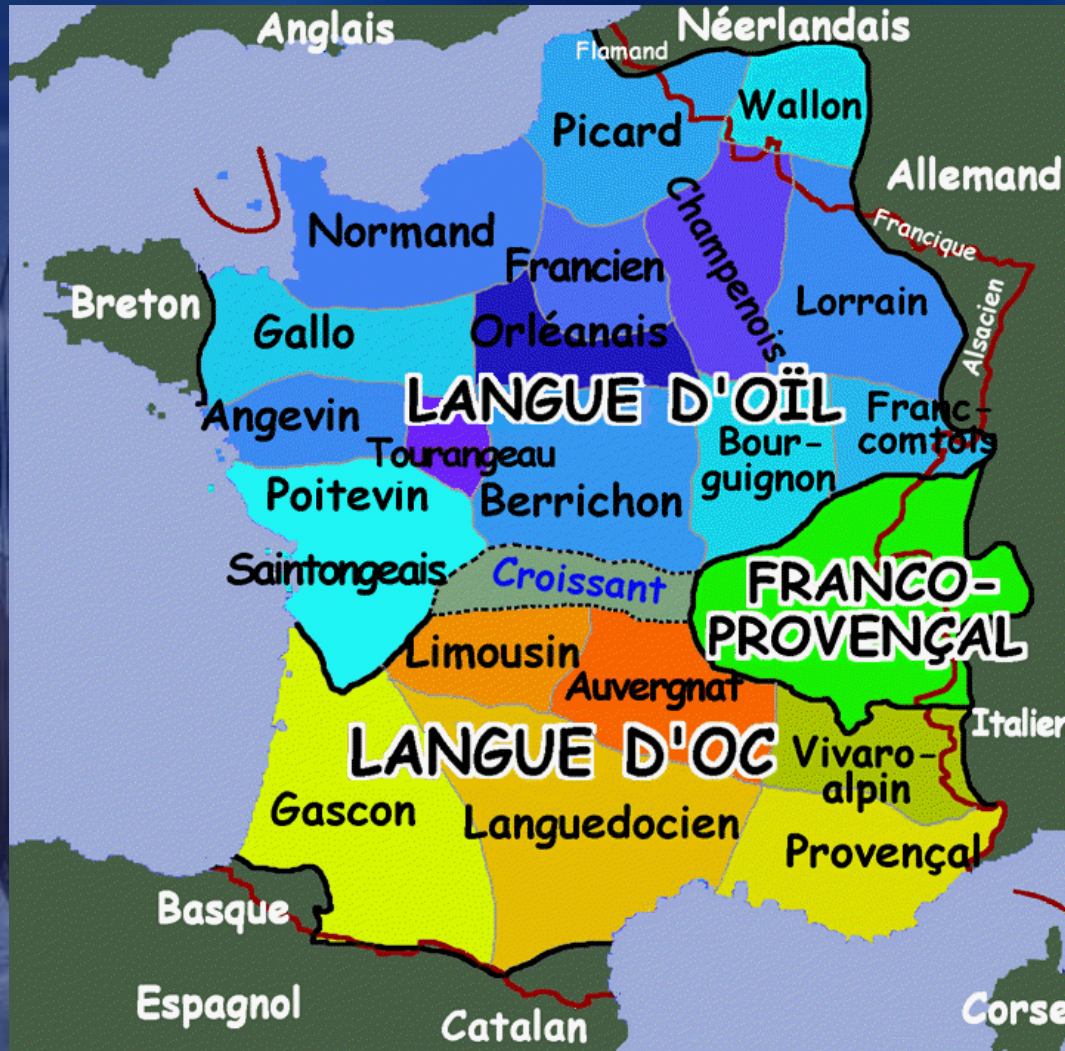 Anglais
Néerlandais
Flamand
Wallon
Picard
Allemand
Champenois
Normand
Francique
Francien
Breton
Lorrain
Gallo
Orléanais
Alsacien
LANGUE D'OÏL
Angevin
Franc-
comtois
Tourangeau
Bour-
guignon
Poitevin
Berrichon
Saintongeais
Croissant
FRANCO-
PROVENÇAL
Limousin
Auvergnat
Italien
LANGUE D'OC
Vivaro-
alpin
Gascon
Languedocien
Provençal
Basque
Espagnol
Catalan
Corse